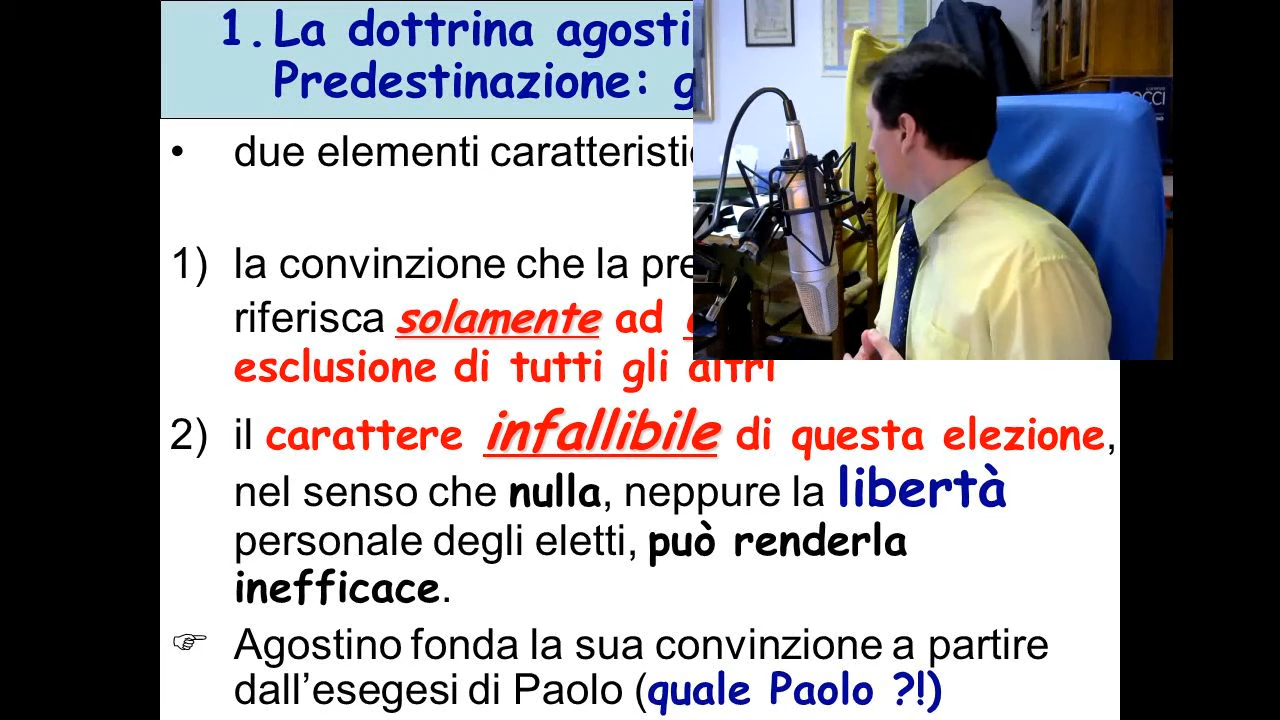 1. La dottrina agosti
Predestinazione: g
• due elementi caratteristic
1) la convinzione che la pre
riferisca solamente ad
esclusione di tutti gli altri
2) il carattere infallibile di questa elezione,
nel senso che nulla, neppure la libertà
personale degli eletti, può renderla
inefficace.
☞ Agostino fonda la sua convinzione a partire
dall’esegesi di Paolo (quale Paolo ?!)
OCCI